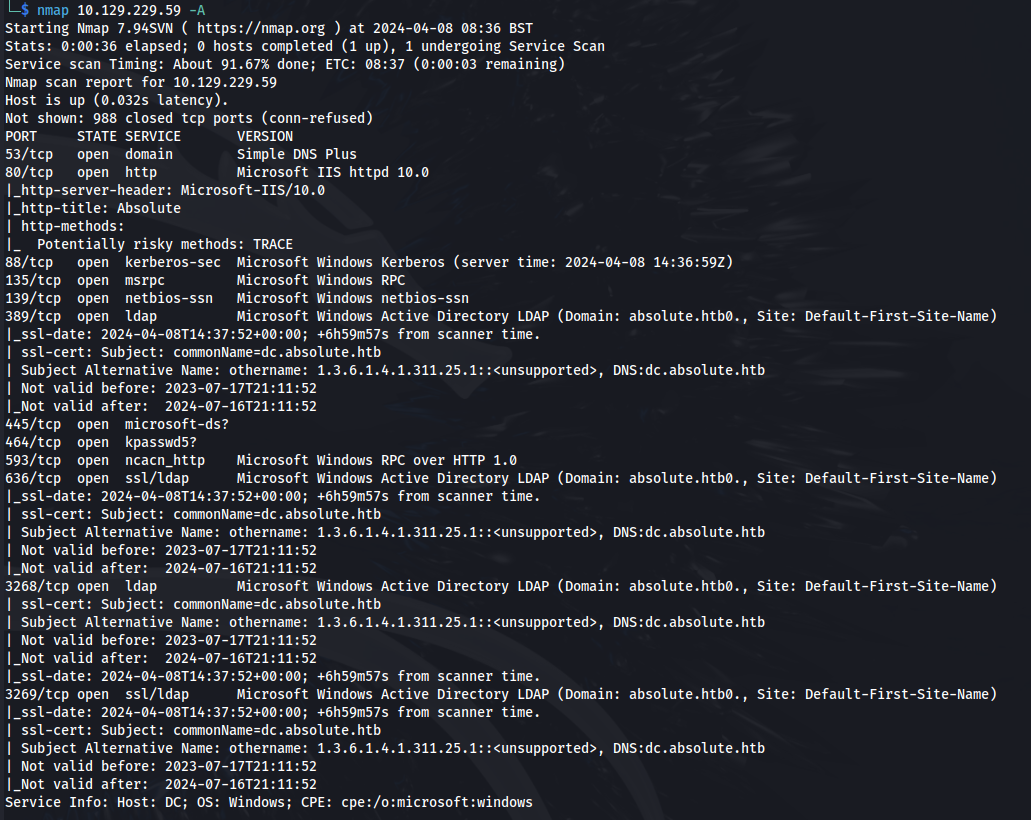 └─$ nmap 10.129.229.59 -A
Starting Nmap 7.94SVN ( https://nmap.org ) at 2024-04-08 08:36 BST
Stats: 0:00:36 elapsed; 0 hosts completed (1 up), 1 undergoing Service Scan
Service scan Timing: About 91.67% done; ETC: 08:37 (0:00:03 remaining)
Nmap scan report for 10.129.229.59
Host is up (0.032s latency).
Not shown: 988 closed tcp ports (conn-refused)
PORT     STATE SERVICE       VERSION
53/tcp   open  domain        Simple DNS Plus
80/tcp   open  http          Microsoft IIS httpd 10.0
|_http-server-header: Microsoft-IIS/10.0
|_http-title: Absolute
| http-methods:
|_  Potentially risky methods: TRACE
88/tcp   open  kerberos-sec  Microsoft Windows Kerberos (server time: 2024-04-08 14:36:59Z)
135/tcp  open  msrpc         Microsoft Windows RPC
139/tcp  open  netbios-ssn   Microsoft Windows netbios-ssn
389/tcp  open  ldap          Microsoft Windows Active Directory LDAP (Domain: absolute.htb0., Site: Default-First-Site-Name)
|_ssl-date: 2024-04-08T14:37:52+00:00; +6h59m57s from scanner time.
| ssl-cert: Subject: commonName=dc.absolute.htb
| Subject Alternative Name: othername: 1.3.6.1.4.1.311.25.1::<unsupported>, DNS:dc.absolute.htb
| Not valid before: 2023-07-17T21:11:52
|_Not valid after:  2024-07-16T21:11:52
445/tcp  open  microsoft-ds?
464/tcp  open  kpasswd5?
593/tcp  open  ncacn_http    Microsoft Windows RPC over HTTP 1.0
636/tcp  open  ssl/ldap      Microsoft Windows Active Directory LDAP (Domain: absolute.htb0., Site: Default-First-Site-Name)
|_ssl-date: 2024-04-08T14:37:52+00:00; +6h59m57s from scanner time.
| ssl-cert: Subject: commonName=dc.absolute.htb
| Subject Alternative Name: othername: 1.3.6.1.4.1.311.25.1::<unsupported>, DNS:dc.absolute.htb
| Not valid before: 2023-07-17T21:11:52
|_Not valid after:  2024-07-16T21:11:52
3268/tcp open  ldap          Microsoft Windows Active Directory LDAP (Domain: absolute.htb0., Site: Default-First-Site-Name)
| ssl-cert: Subject: commonName=dc.absolute.htb
| Subject Alternative Name: othername: 1.3.6.1.4.1.311.25.1::<unsupported>, DNS:dc.absolute.htb
| Not valid before: 2023-07-17T21:11:52
|_Not valid after:  2024-07-16T21:11:52
|_ssl-date: 2024-04-08T14:37:52+00:00; +6h59m57s from scanner time.
3269/tcp open  ssl/ldap      Microsoft Windows Active Directory LDAP (Domain: absolute.htb0., Site: Default-First-Site-Name)
|_ssl-date: 2024-04-08T14:37:52+00:00; +6h59m57s from scanner time.
| ssl-cert: Subject: commonName=dc.absolute.htb
| Subject Alternative Name: othername: 1.3.6.1.4.1.311.25.1::<unsupported>, DNS:dc.absolute.htb
| Not valid before: 2023-07-17T21:11:52
|_Not valid after:  2024-07-16T21:11:52
Service Info: Host: DC; OS: Windows; CPE: cpe:/o:microsoft:windows